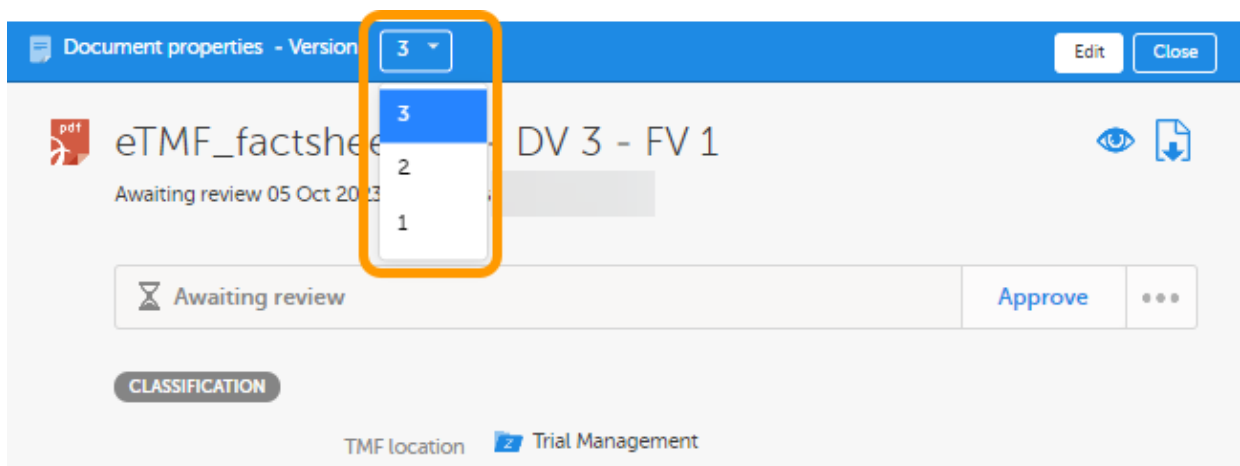 Document properties - Version 3
Edit Close
3
2
1
pdf
eTMF_factshee - DV 3 - FV 1
Awaiting review 05 Oct 2023
Awaiting review
Approve
CLASSIFICATION
TMF location Z Trial Management